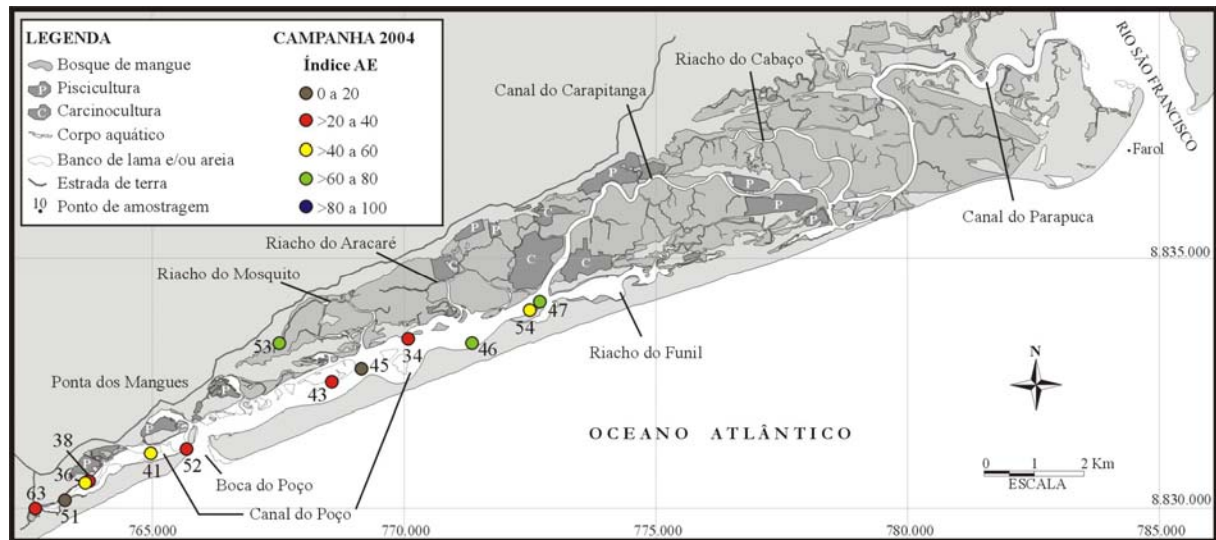 LEGENDA
Bosque de mangue
P Piscicultura
C Carcinocultura
Corpo aquático
Banco de lama e/ou areia
Estrada de terra
10 Ponto de amostragem
CAMPANHA 2004
Índice AE
0 a 20
>20 a 40
>40 a 60
>60 a 80
>80 a 100
Riacho do Cabaço
Canal do Carapitanga
RIO SÃO FRANCISCO
Farol
Canal do Parapuca
P
P
P
P
C
P
P
C
C
C
Riacho do Aracaré
Riacho do Mosquito
8.835.000
47
54
Riacho do Funil
53
34
46
45
43
Ponta dos Mangues
P
P
P
38
36
41
52
63
51
Boca do Poço
Canal do Poço
OCEANO ATLÂNTICO
N
0 1 2 Km
ESCALA
8.830.000
765.000
770.000
775.000
780.000
785.000